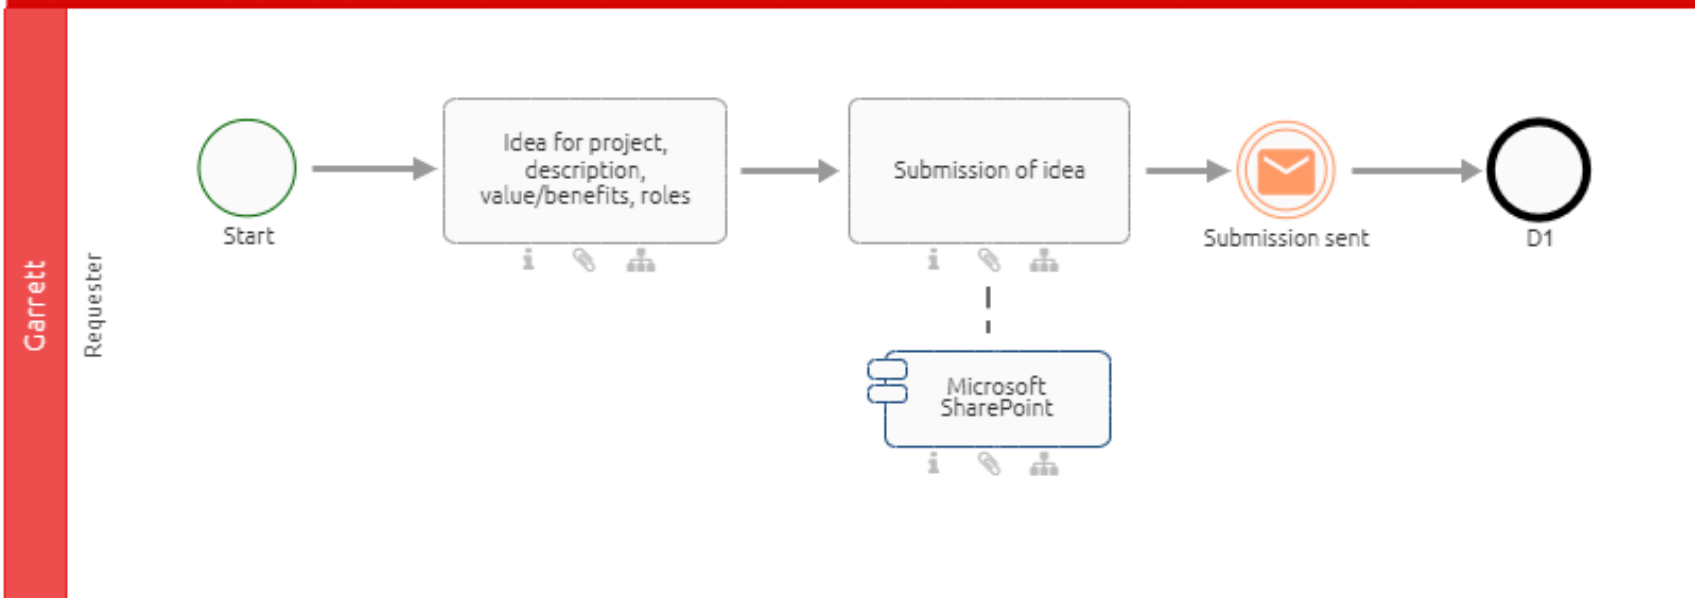 Garrett
Requester
Start
Idea for project,
description,
value/benefits, roles
Submission of idea
Submission sent
D1
Microsoft
SharePoint